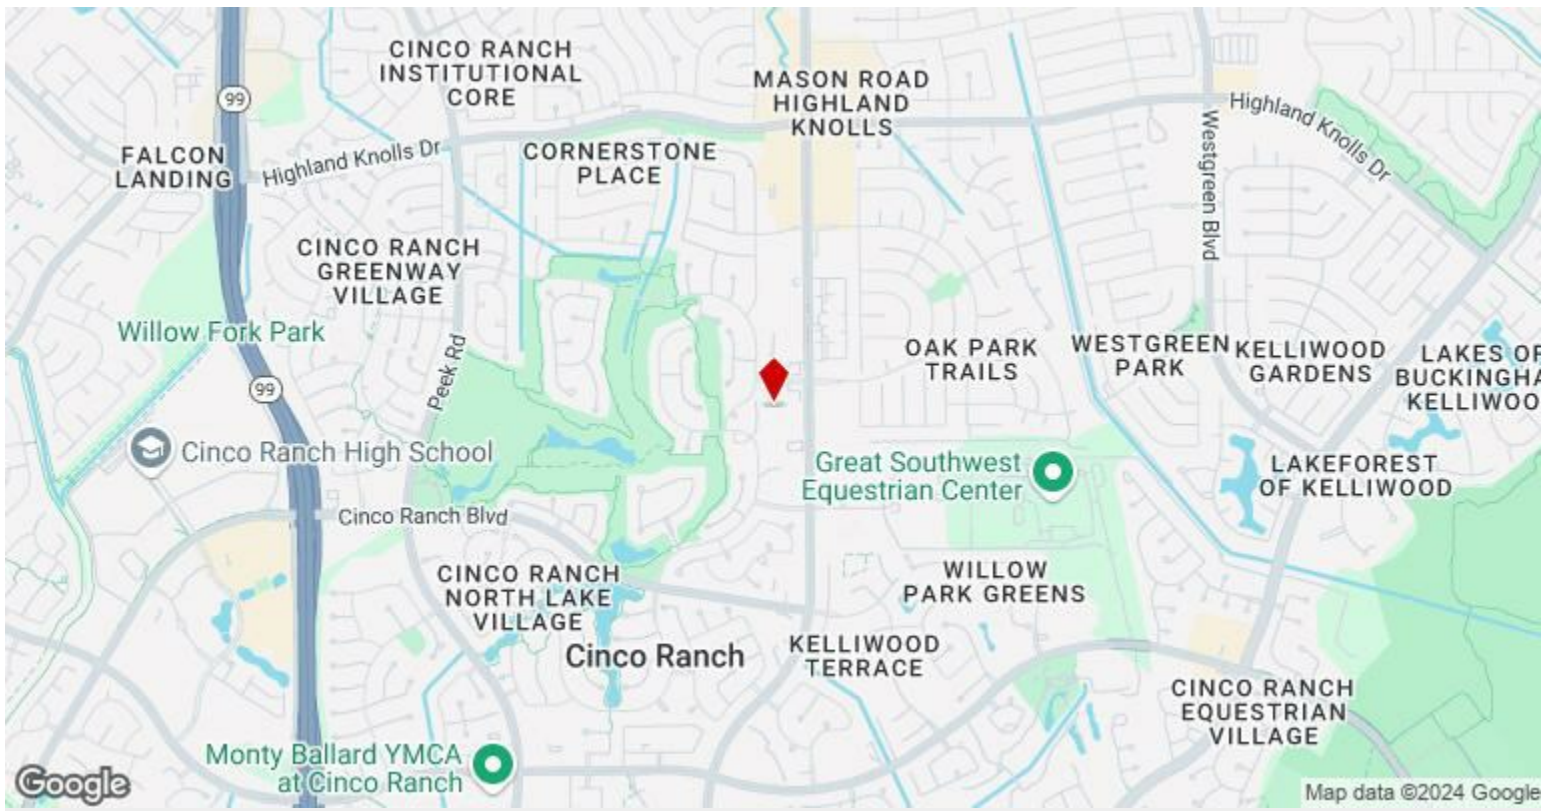 CINCO RANCH
INSTITUTIONAL
CORE
MASON ROAD
HIGHLAND
KNOLLS
99
Highland Knolls Dr
FALCON
LANDING
Highland Knolls Dr
CORNERSTONE
PLACE
Westgreen Blvd
CINCO RANCH
GREENWAY
VILLAGE
Willow Fork Park
Peek Rd
OAK PARK
TRAILS
WESTGREEN
PARK
KELLIWOOD
GARDENS
LAKES OF
BUCKINGHA
KELLIWOO
99
Cinco Ranch High School
Great Southwest
Equestrian Center
LAKEFOREST
OF KELLIWOOD
Cinco Ranch Blvd
CINCO RANCH
NORTH LAKE
VILLAGE
WILLOW
PARK GREENS
Cinco Ranch
KELLIWOOD
TERRACE
CINCO RANCH
EQUESTRIAN
VILLAGE
Monty Ballard YMCA
at Cinco Ranch
Google
Map data ©2024 Google